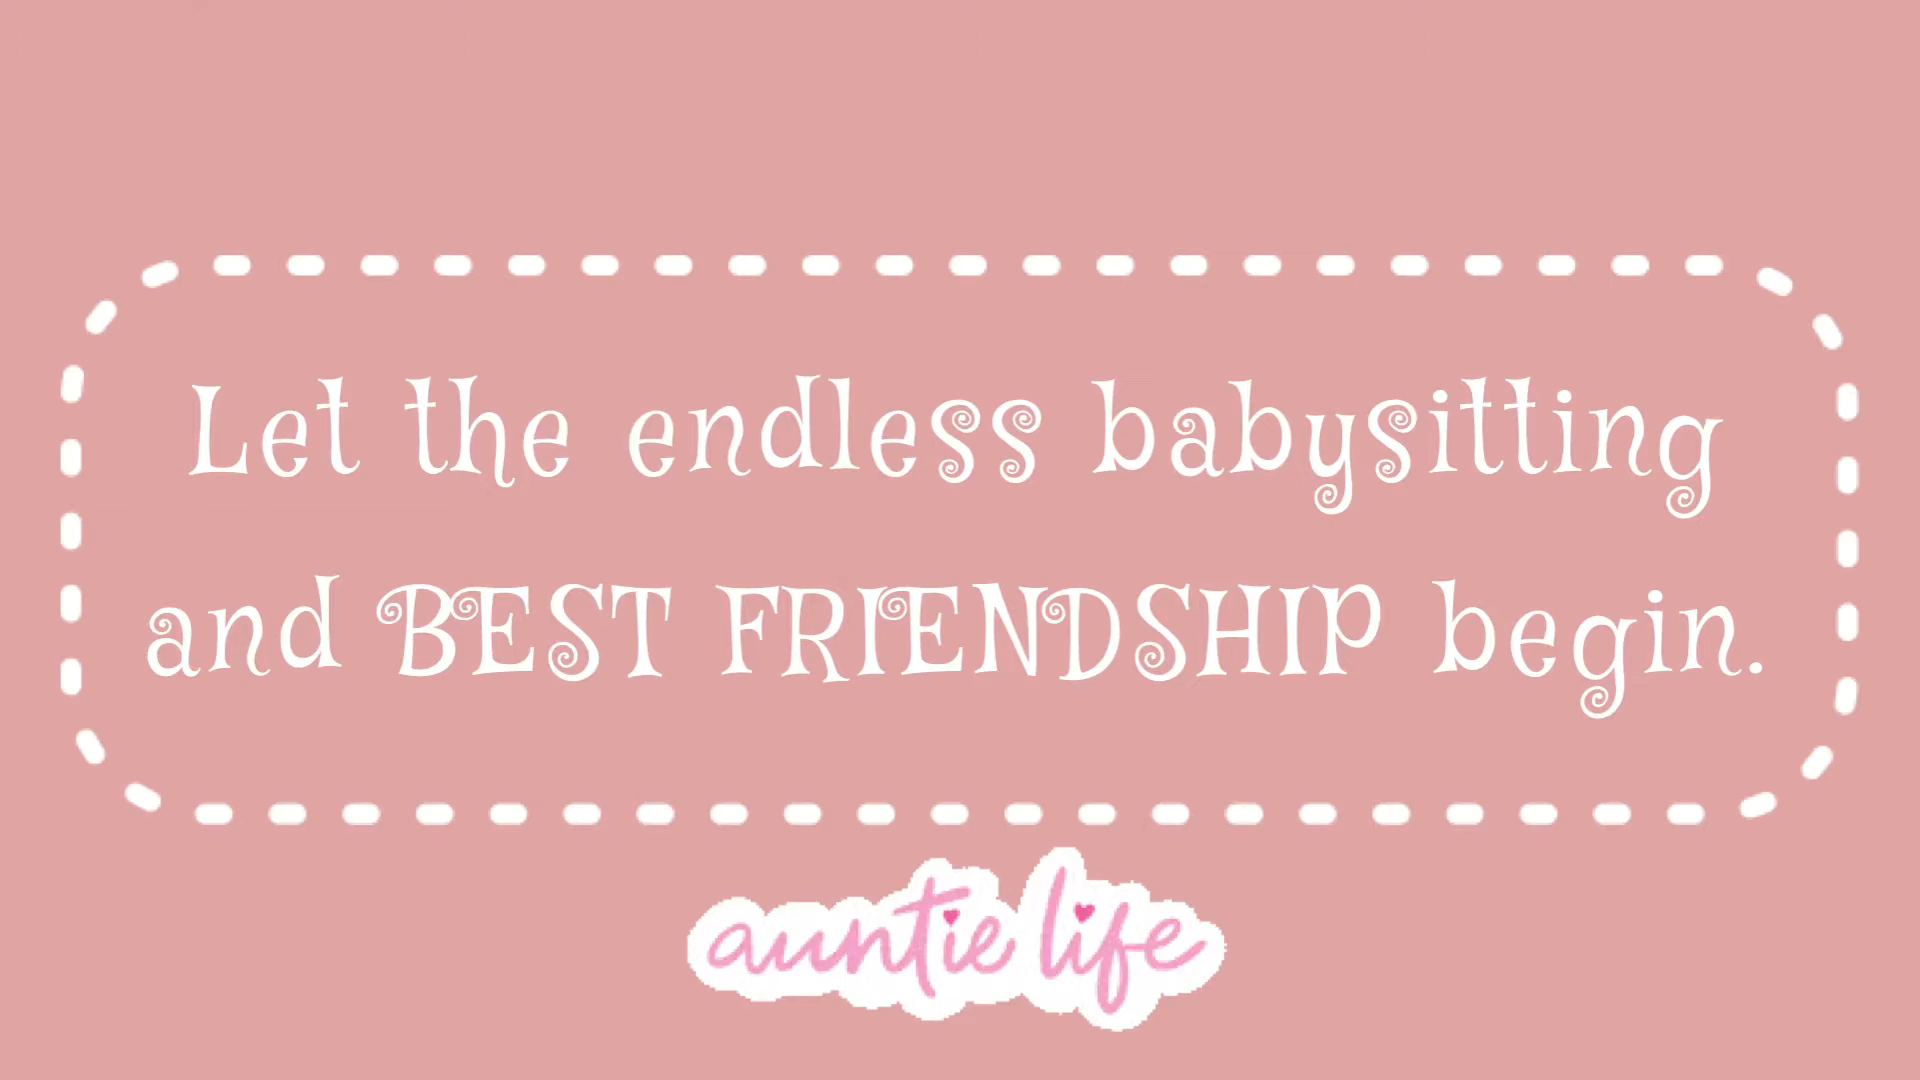 Let the endless babysitting
and BEST FRIENDSHIP begin.
auntie life